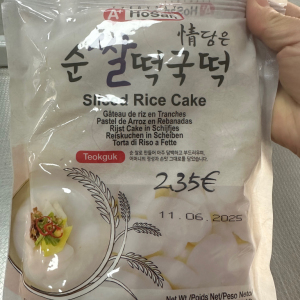 A⁺ HoSan
情담은
순쌀떡국떡
Sliced Rice Cake
Gâteau de riz en Tranches
Pastel de Arroz en Rebanadas
Rijst Cake in Schijfjes
Reiskuchen in Scheiben
Torta di Riso a Fette
Teokguk
2.35€
11.06.2025
Net Wt./Poids Net/Peso Neto